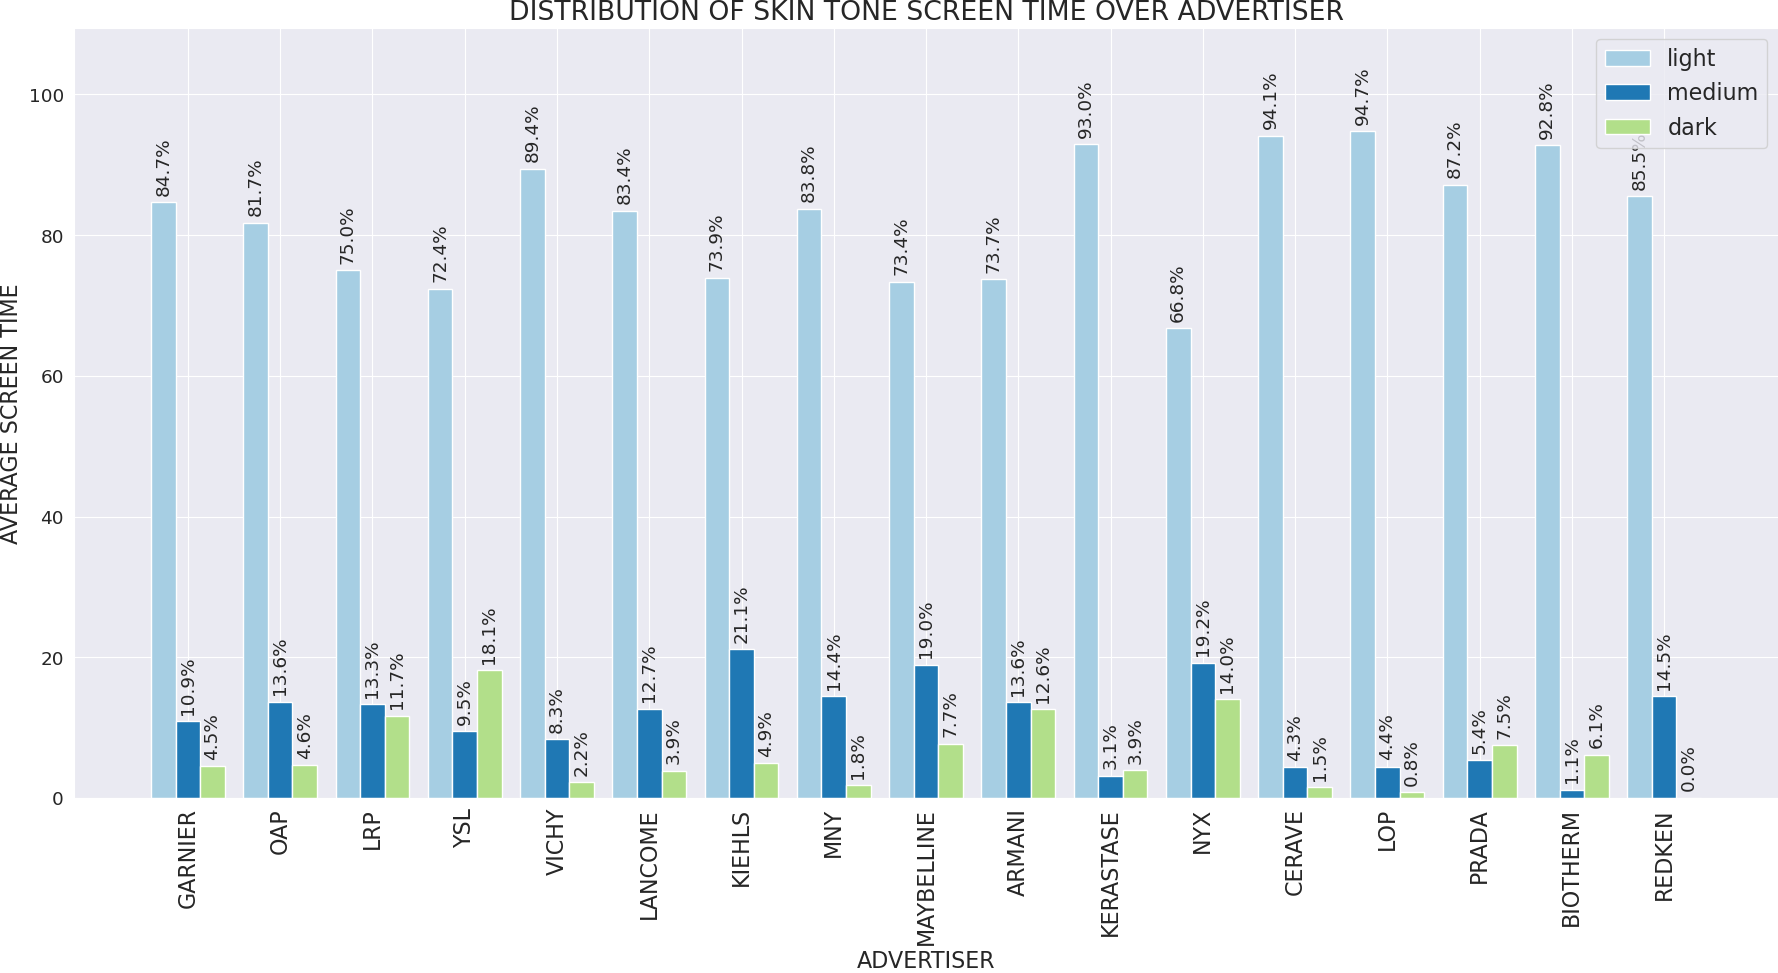 DISTRIBUTION OF SKIN TONE SCREEN TIME OVER ADVERTISER
light
medium
dark
AVERAGE SCREEN TIME
100
80
60
40
20
0
84.7%
10.9%
4.5%
81.7%
13.6%
4.6%
75.0%
13.3%
11.7%
72.4%
9.5%
18.1%
89.4%
8.3%
2.2%
83.4%
12.7%
3.9%
73.9%
21.1%
4.9%
83.8%
14.4%
1.8%
73.4%
19.0%
7.7%
73.7%
13.6%
12.6%
93.0%
3.1%
3.9%
66.8%
19.2%
14.0%
94.1%
4.3%
1.5%
94.7%
4.4%
0.8%
87.2%
5.4%
7.5%
92.8%
1.1%
6.1%
85.5%
14.5%
0.0%
GARNIER
OAP
LRP
YSL
VICHY
LANCOME
KIEHLS
MNY
MAYBELLINE
ARMANI
KERASTASE
NYX
CERAVE
LOP
PRADA
BIOTHERM
REDKEN
ADVERTISER